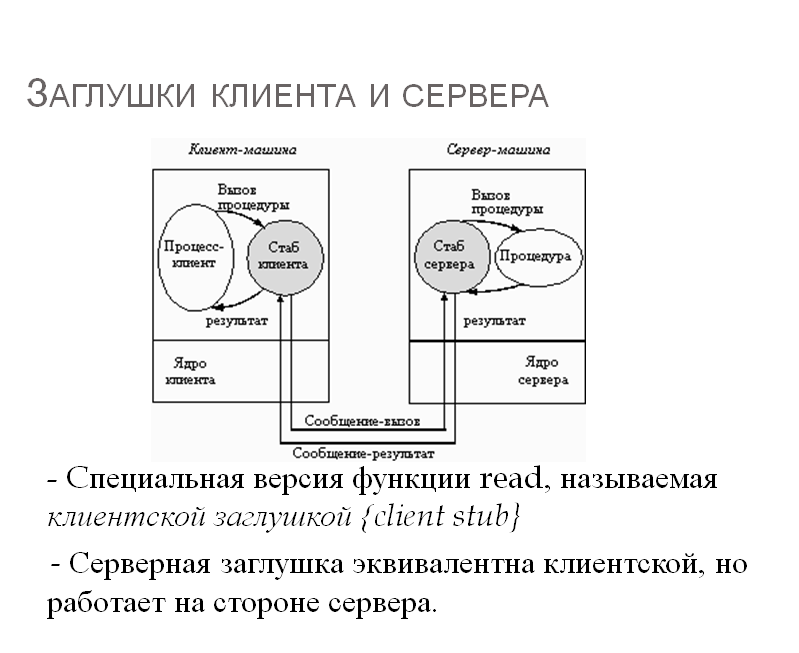 Заглушки клиента и сервера
Клиент-машина
Сервер-машина
Вызов
процедуры
Процесс-
клиент
Стаб
клиента
результат
Ядро
клиента
Вызов
процедуры
Стаб
сервера
Процедура
результат
Ядро
сервера
Сообщение-вызов
Сообщение-результат
- Специальная версия функции read, называемая
клиентской заглушкой {client stub}
- Серверная заглушка эквивалентна клиентской, но
работает на стороне сервера.